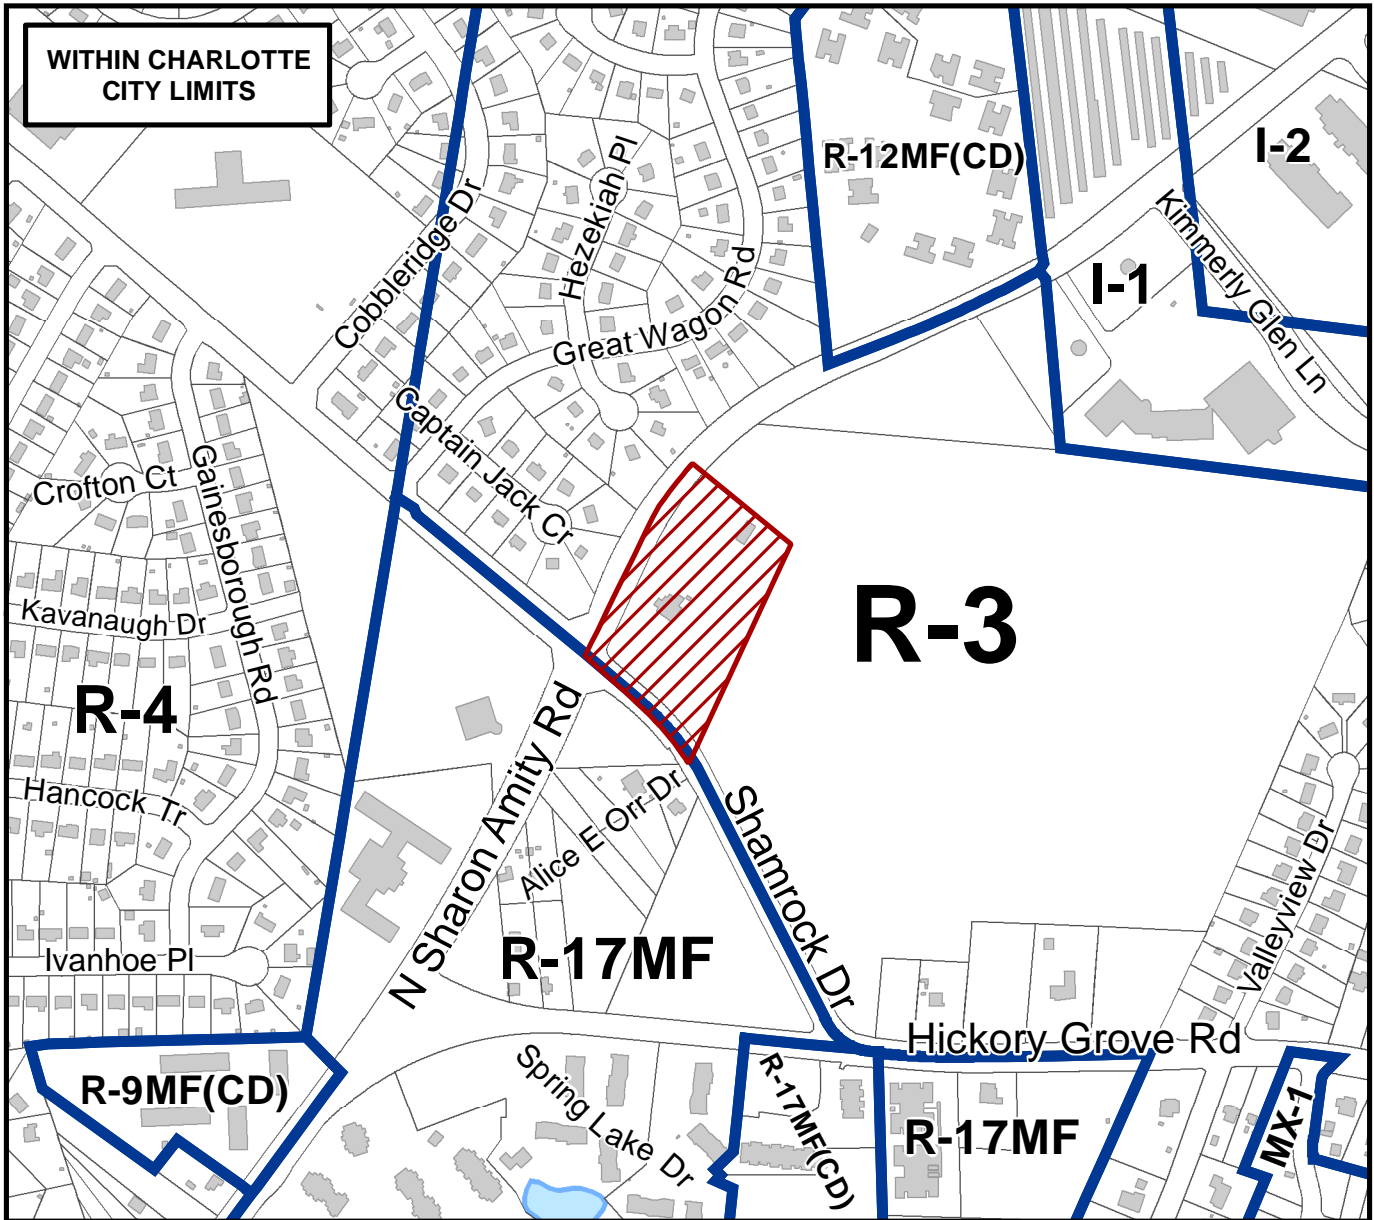 WITHIN CHARLOTTE
CITY LIMITS
I-2
R-12MF(CD)
Hezekiah Pl
Kimmerly Glen Ln
Cobbleridge Dr
I-1
Great Wagon Rd
Captain Jack Cr
Crofton Ct
Gainesborough Rd
R-3
Kavanaugh Dr
R-4
N Sharon Amity Rd
Hancock Tr
Alice E Orr Dr
Shamrock Dr
Valleyview Dr
R-17MF
Ivanhoe Pl
Hickory Grove Rd
R-9MF(CD)
Spring Lake Dr
R-17MF(CD)
R-17MF
MX-1